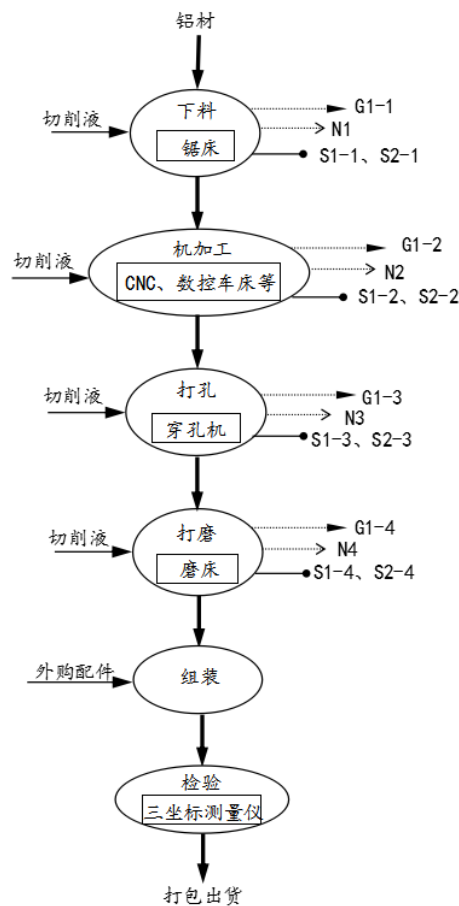 铝材
下料
G1-1
切削液
N1
锯床
S1-1、S2-1
机加工
G1-2
切削液
N2
CNC、数控车床等
S1-2、S2-2
打孔
G1-3
切削液
N3
穿孔机
S1-3、S2-3
打磨
G1-4
切削液
N4
磨床
S1-4、S2-4
外购配件
组装
检验
三坐标测量仪
打包出货